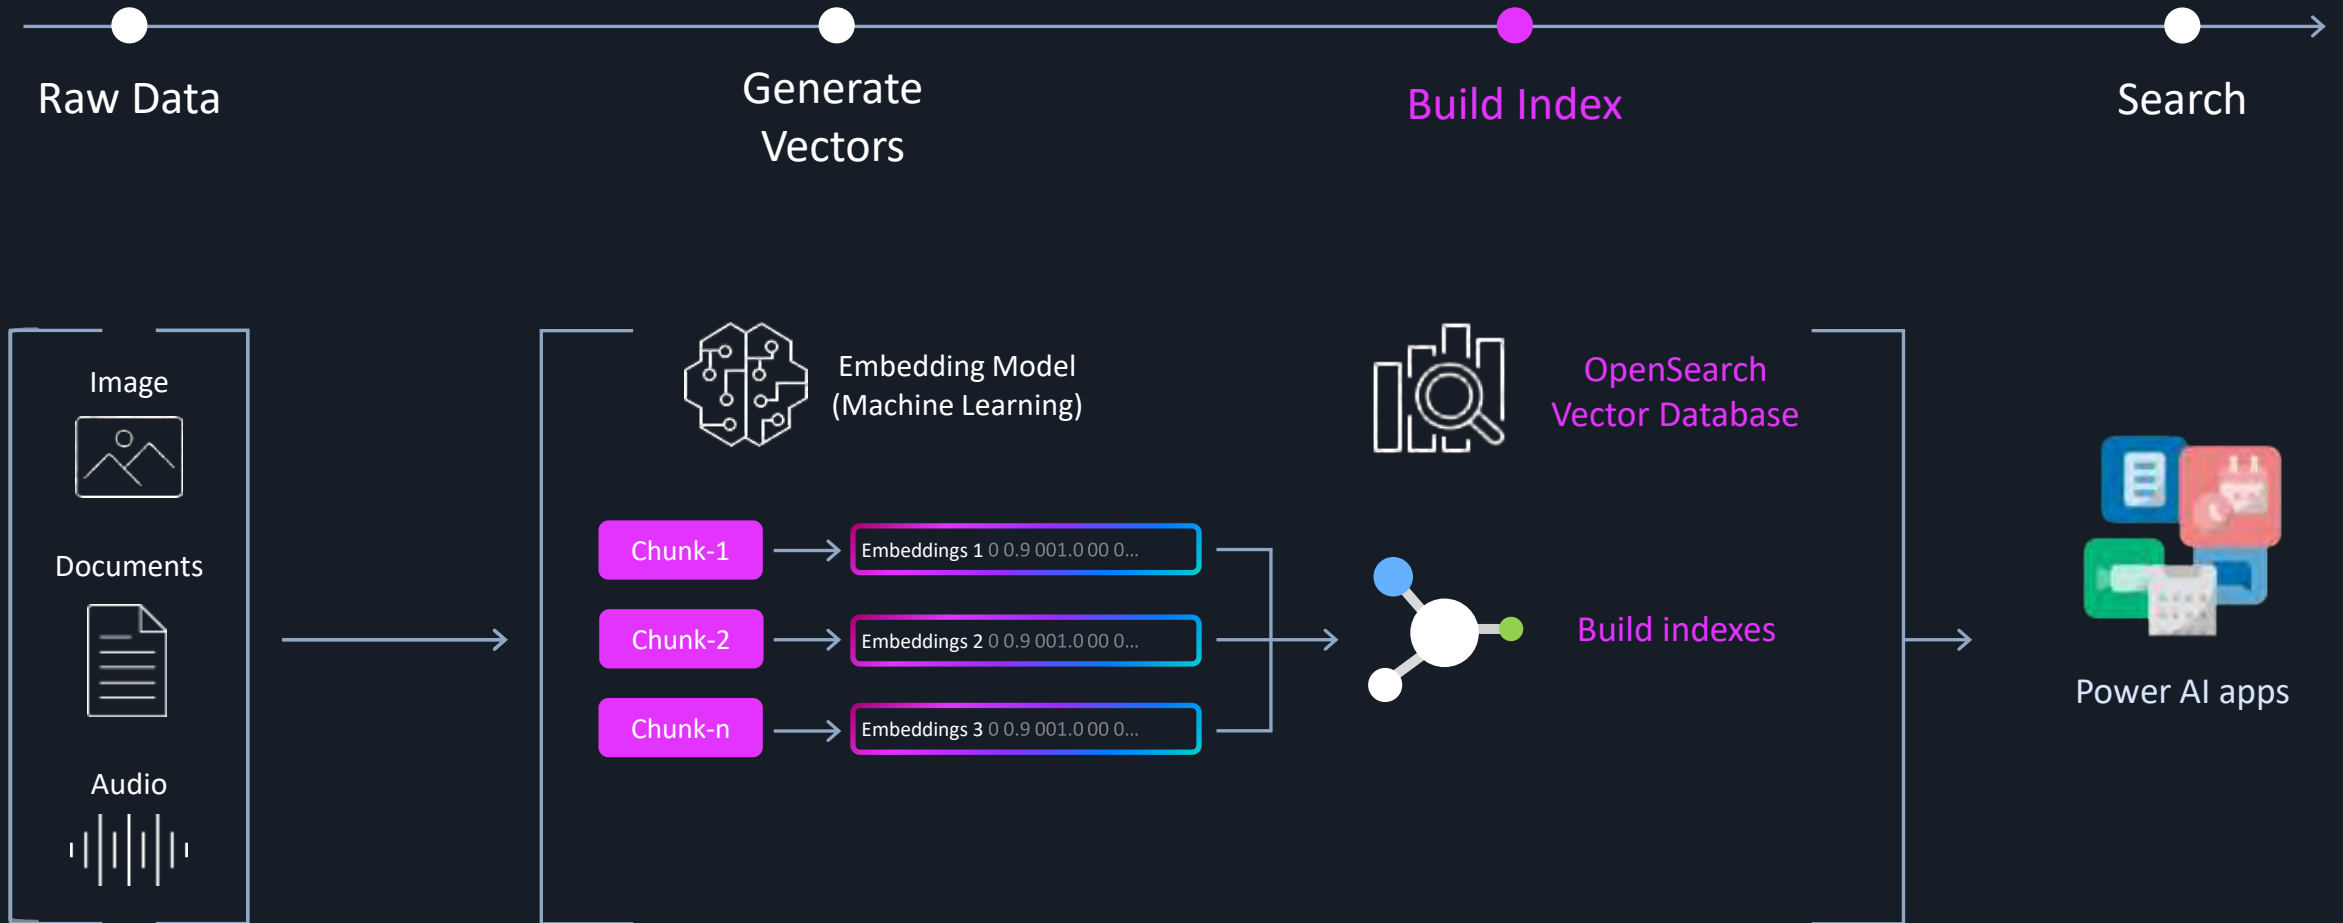 Raw Data
Generate
Vectors
Build Index
Search
Image
Documents
Audio
Embedding Model
(Machine Learning)
Chunk-1
Embeddings 1 0 0.9 001.0 00 0...
Chunk-2
Embeddings 2 0 0.9 001.0 00 0...
Chunk-n
Embeddings 3 0 0.9 001.0 00 0...
OpenSearch
Vector Database
Build indexes
Power AI apps